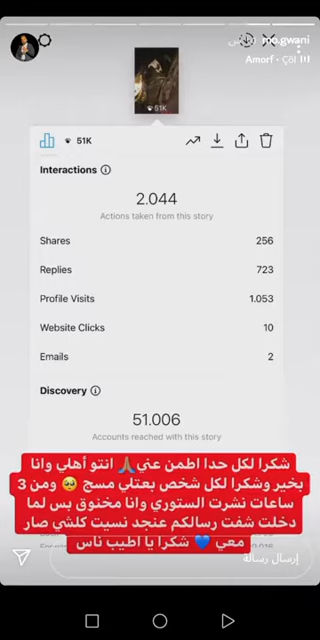 mo.gwani
Amorf • Çöl
51K
51K
Interactions
2.044
Actions taken from this story
Shares 256
Replies 723
Profile Visits 1.053
Website Clicks 10
Emails 2
Discovery
51.006
Accounts reached with this story
شكرا لكل حدا اطمن عني🙏🏽 انتو أهلي وانا
بخير وشكرا لكل شخص بعتلي مسج 🥺 ومن 3
ساعات نشرت الستوري وانا مخنوق بس لما
دخلت شفت رسالكم عنجد نسيت كلشي صار
معي 💙 شكرا يا اطيب ناس
إرسال رسالة